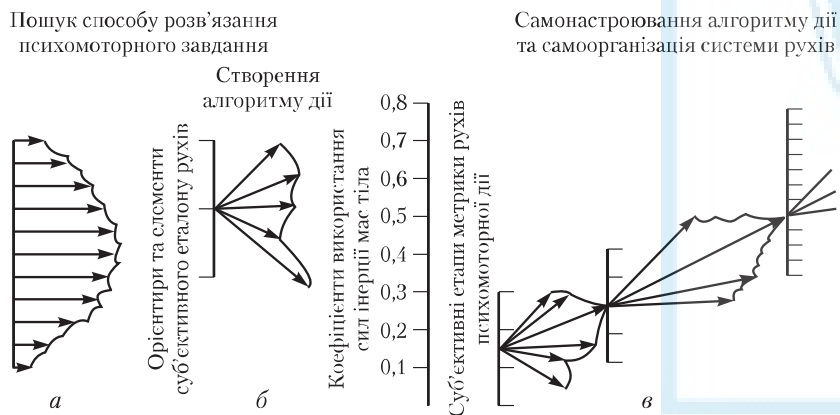 Пошук способу розв’язання
психомоторного завдання
Створення
алгоритму дії
Самонастроювання алгоритму дії
та самоорганізація системи рухів
Орієнтири та елементи
суб’єктивного еталону рухів
Коефіцієнти використання
сил інерції мас тіла
0,8
0,7
0,6
0,5
0,4
0,3
0,2
0,1
Суб’єктивні етапи метрики рухів
психомоторної дії
а
б
в